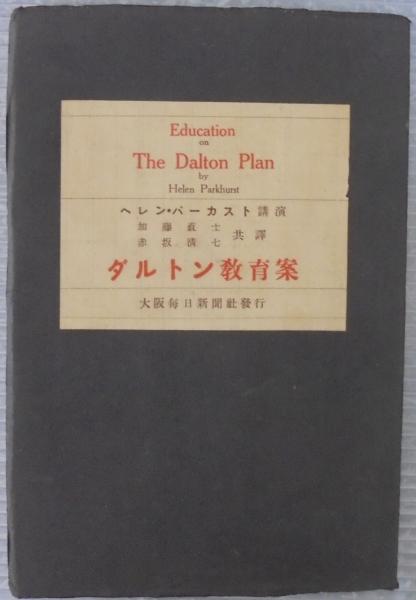 Education
on
The Dalton Plan
by
Helen Parkhurst
ヘレン・パーカスト講演
加藤直士
赤坂清七 共譯
ダルトン敎育案
大阪每日新聞社發行